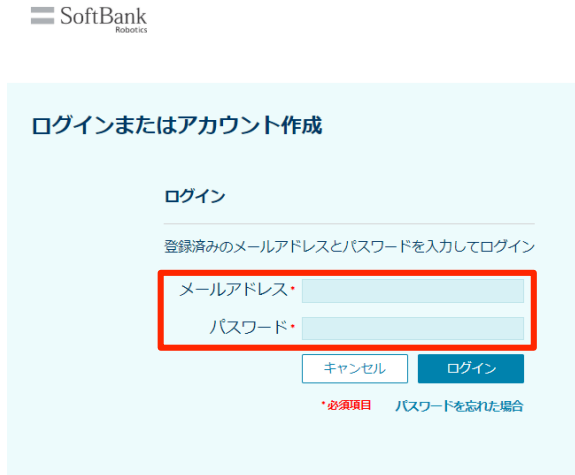 SoftBank
Robotics
ログインまたはアカウント作成
ログイン
登録済みのメールアドレスとパスワードを入力してログイン
メールアドレス*
パスワード*
キャンセル ログイン
*必須項目 パスワードを忘れた場合